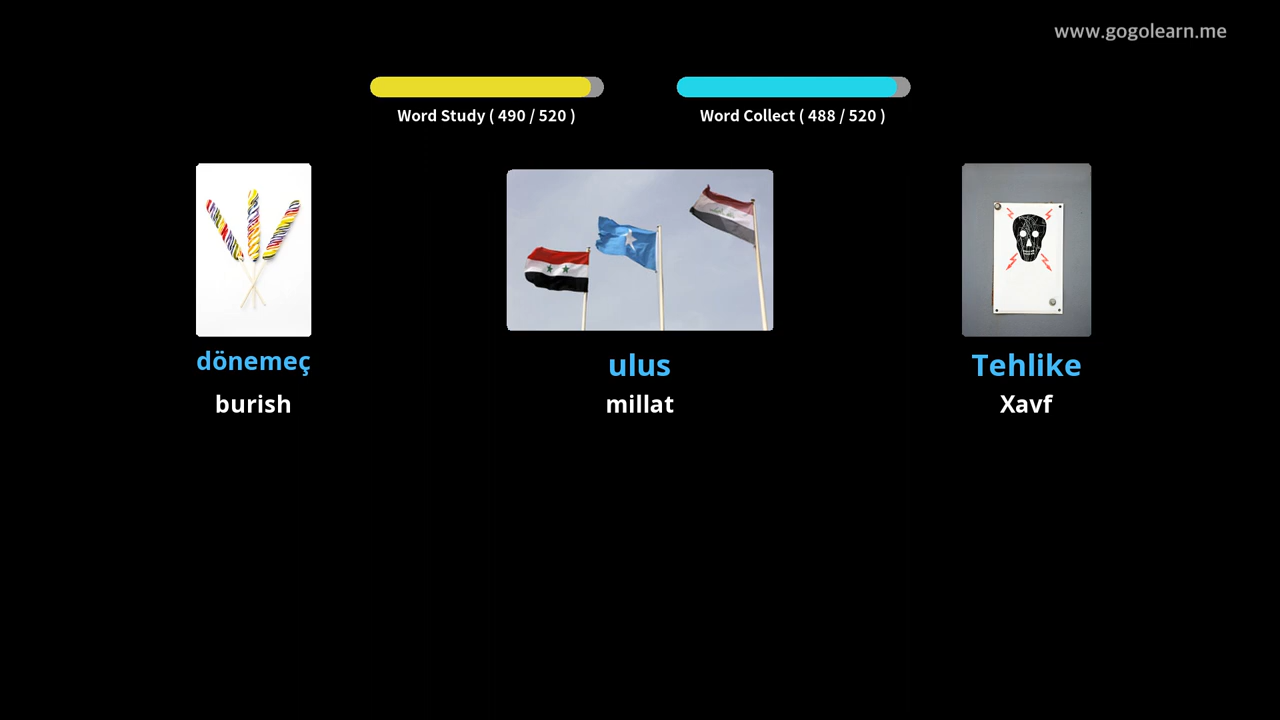 www.gogolearn.me
Word Study ( 490 / 520 )
Word Collect ( 488 / 520 )
dönemeç
ulus
Tehlike
burish
millat
Xavf